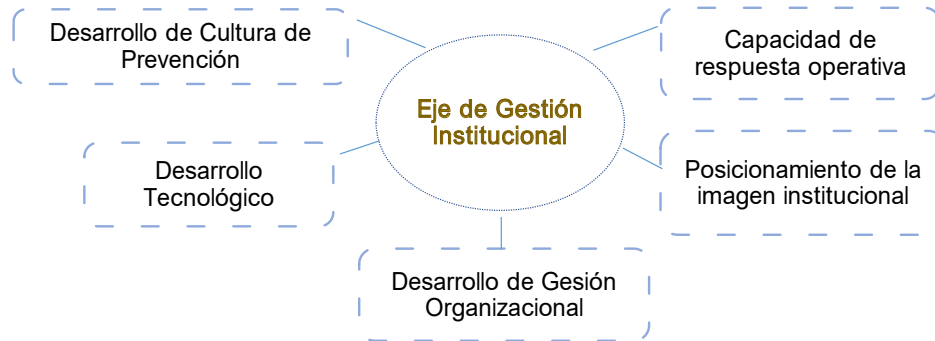 Desarrollo de Cultura de
Prevención
Capacidad de
respuesta operativa
Eje de Gestión
Institucional
Desarrollo
Tecnológico
Posicionamiento de la
imagen institucional
Desarrollo de Gesión
Organizacional